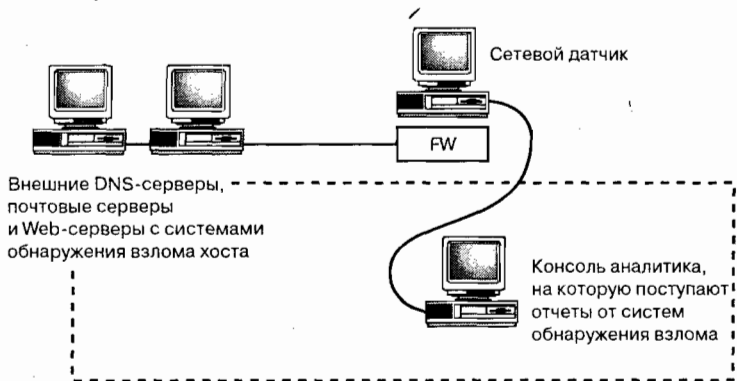 Сетевой датчик
FW
Внешние DNS-серверы,
почтовые серверы
и Web-серверы с системами
обнаружения взлома хоста
Консоль аналитика,
на которую поступают
отчеты от систем
обнаружения взлома